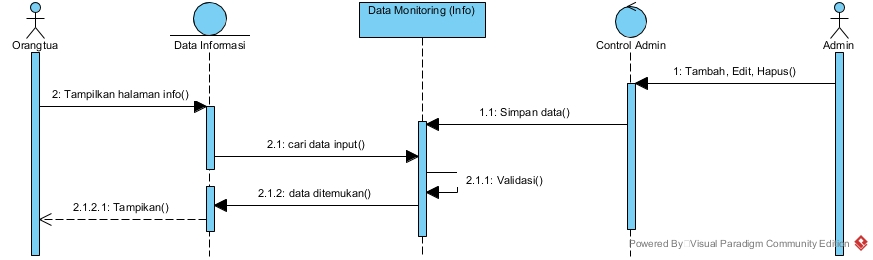 Data Monitoring (Info)
Orangtua
Data Informasi
Control Admin
Admin
1: Tambah, Edit, Hapus()
2: Tampilkan halaman info()
1.1: Simpan data()
2.1: cari data input()
2.1.1: Validasi()
2.1.2: data ditemukan()
2.1.2.1: Tampikan()
Powered By Visual Paradigm Community Edition